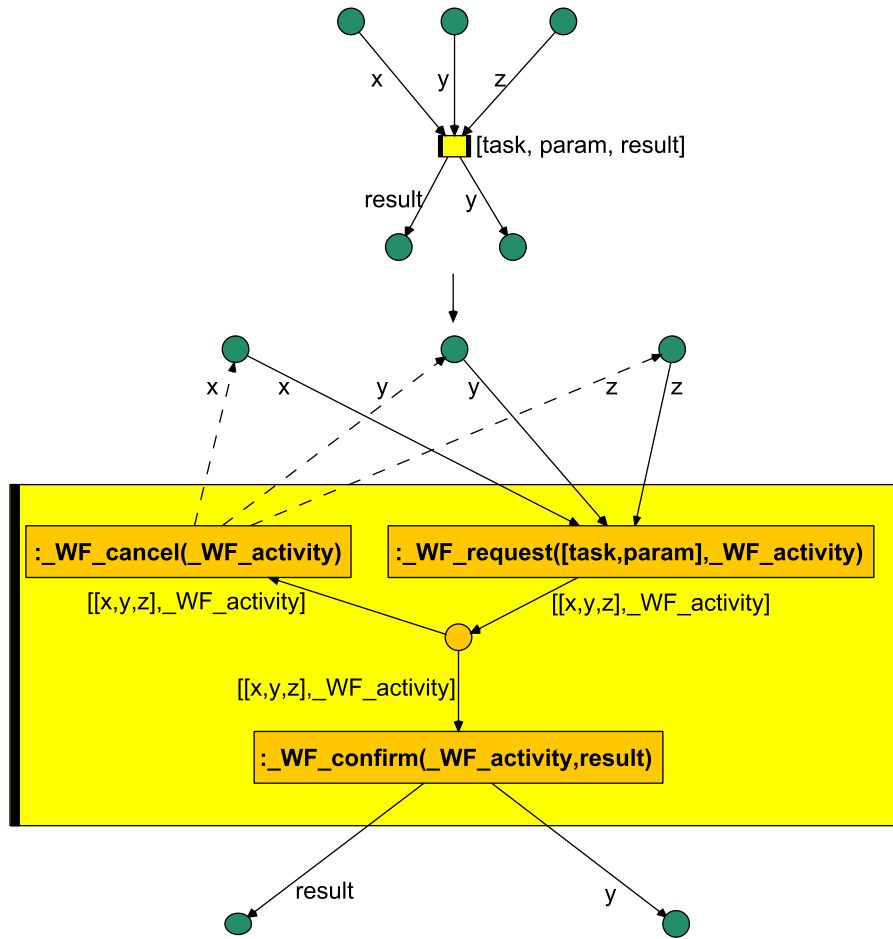 x
y
z
[task, param, result]
result
y
x
x
y
y
z
z
:_WF_cancel(_WF_activity)
:_WF_request([task,param],_WF_activity)
[[x,y,z],_WF_activity]
[[x,y,z],_WF_activity]
[[x,y,z],_WF_activity]
:_WF_confirm(_WF_activity,result)
result
y